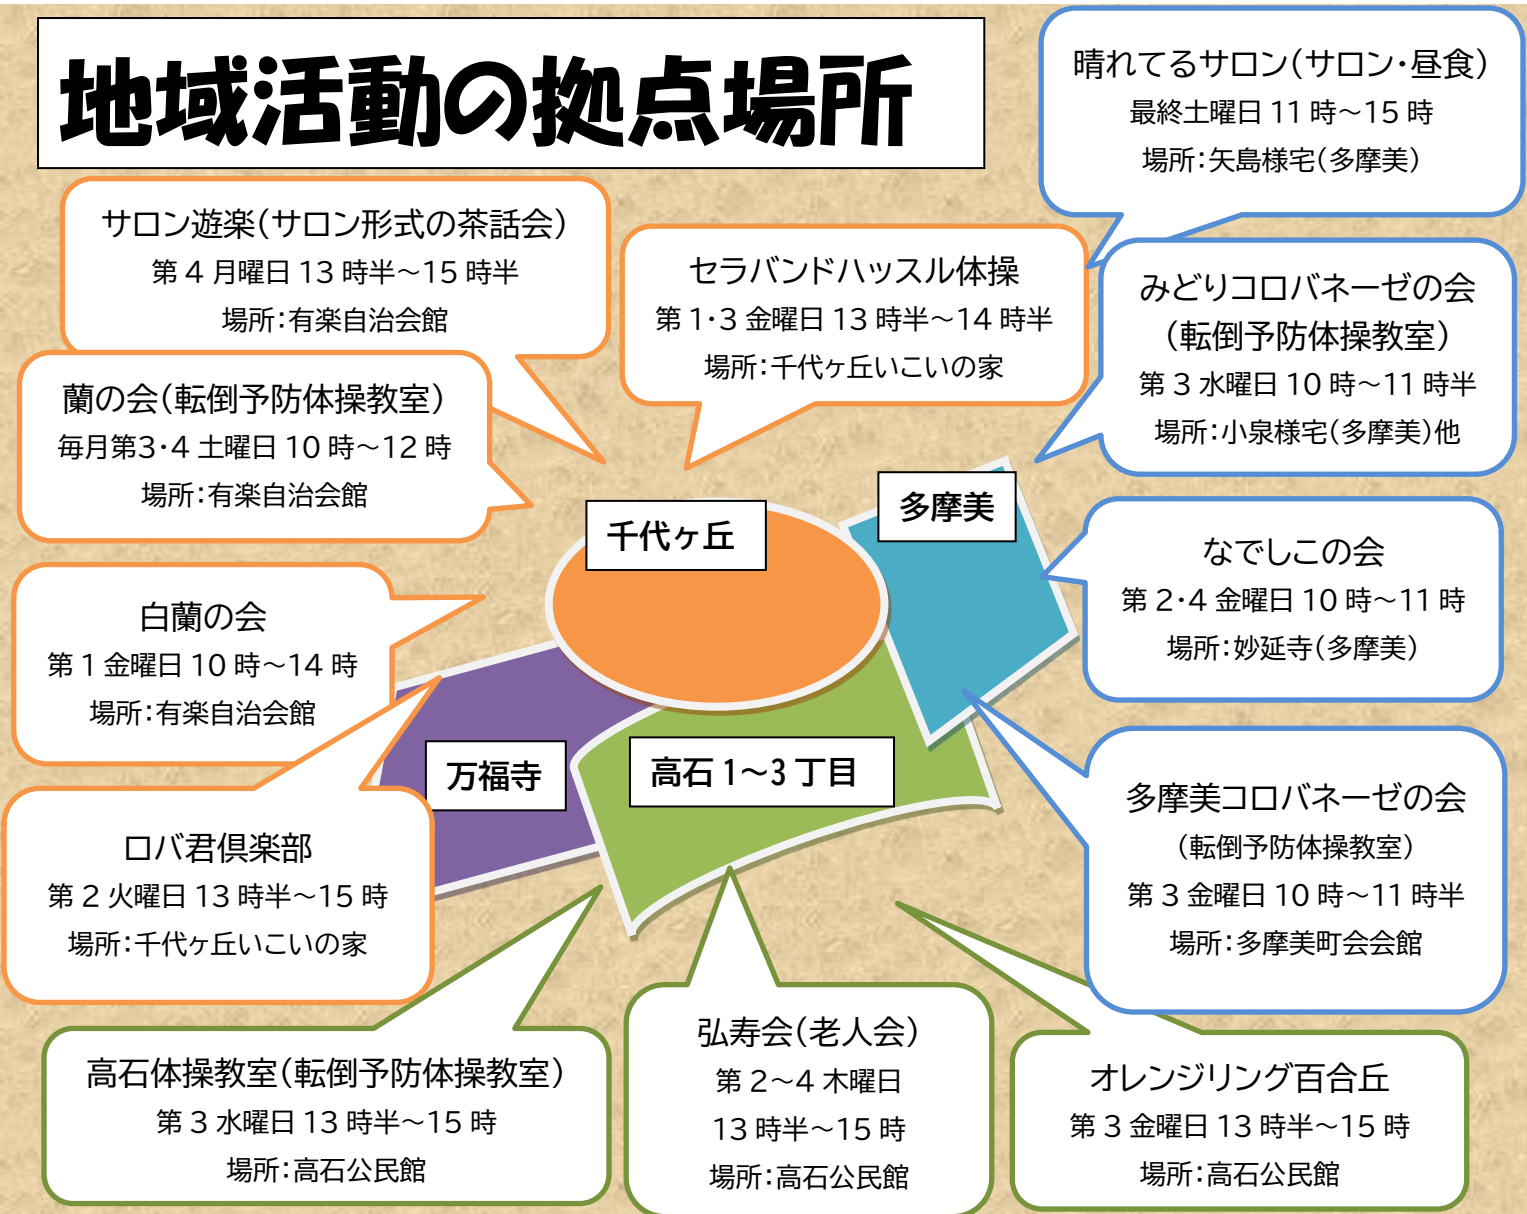 地域活動の拠点場所
晴れてるサロン(サロン・昼食)
最終土曜日 11 時～15 時
場所:矢島様宅(多摩美)
サロン遊楽(サロン形式の茶話会)
第 4 月曜日 13 時半～15 時半
場所:有楽自治会館
セラバンドハッスル体操
第 1・3 金曜日 13 時半～14 時半
場所:千代ヶ丘いこいの家
みどりコロバネーゼの会
(転倒予防体操教室)
第 3 水曜日 10 時～11 時半
場所:小泉様宅(多摩美)他
蘭の会(転倒予防体操教室)
毎月第3・4 土曜日 10 時～12 時
場所:有楽自治会館
千代ヶ丘
多摩美
なでしこの会
第 2・4 金曜日 10 時～11 時
場所:妙延寺(多摩美)
白蘭の会
第 1 金曜日 10 時～14 時
場所:有楽自治会館
万福寺
高石 1～3 丁目
多摩美コロバネーゼの会
(転倒予防体操教室)
第 3 金曜日 10 時～11 時半
場所:多摩美町会会館
ロバ君倶楽部
第 2 火曜日 13 時半～15 時
場所:千代ヶ丘いこいの家
高石体操教室(転倒予防体操教室)
第 3 水曜日 13 時半～15 時
場所:高石公民館
弘寿会(老人会)
第 2～4 木曜日
13 時半～15 時
場所:高石公民館
オレンジリング百合丘
第 3 金曜日 13 時半～15 時
場所:高石公民館